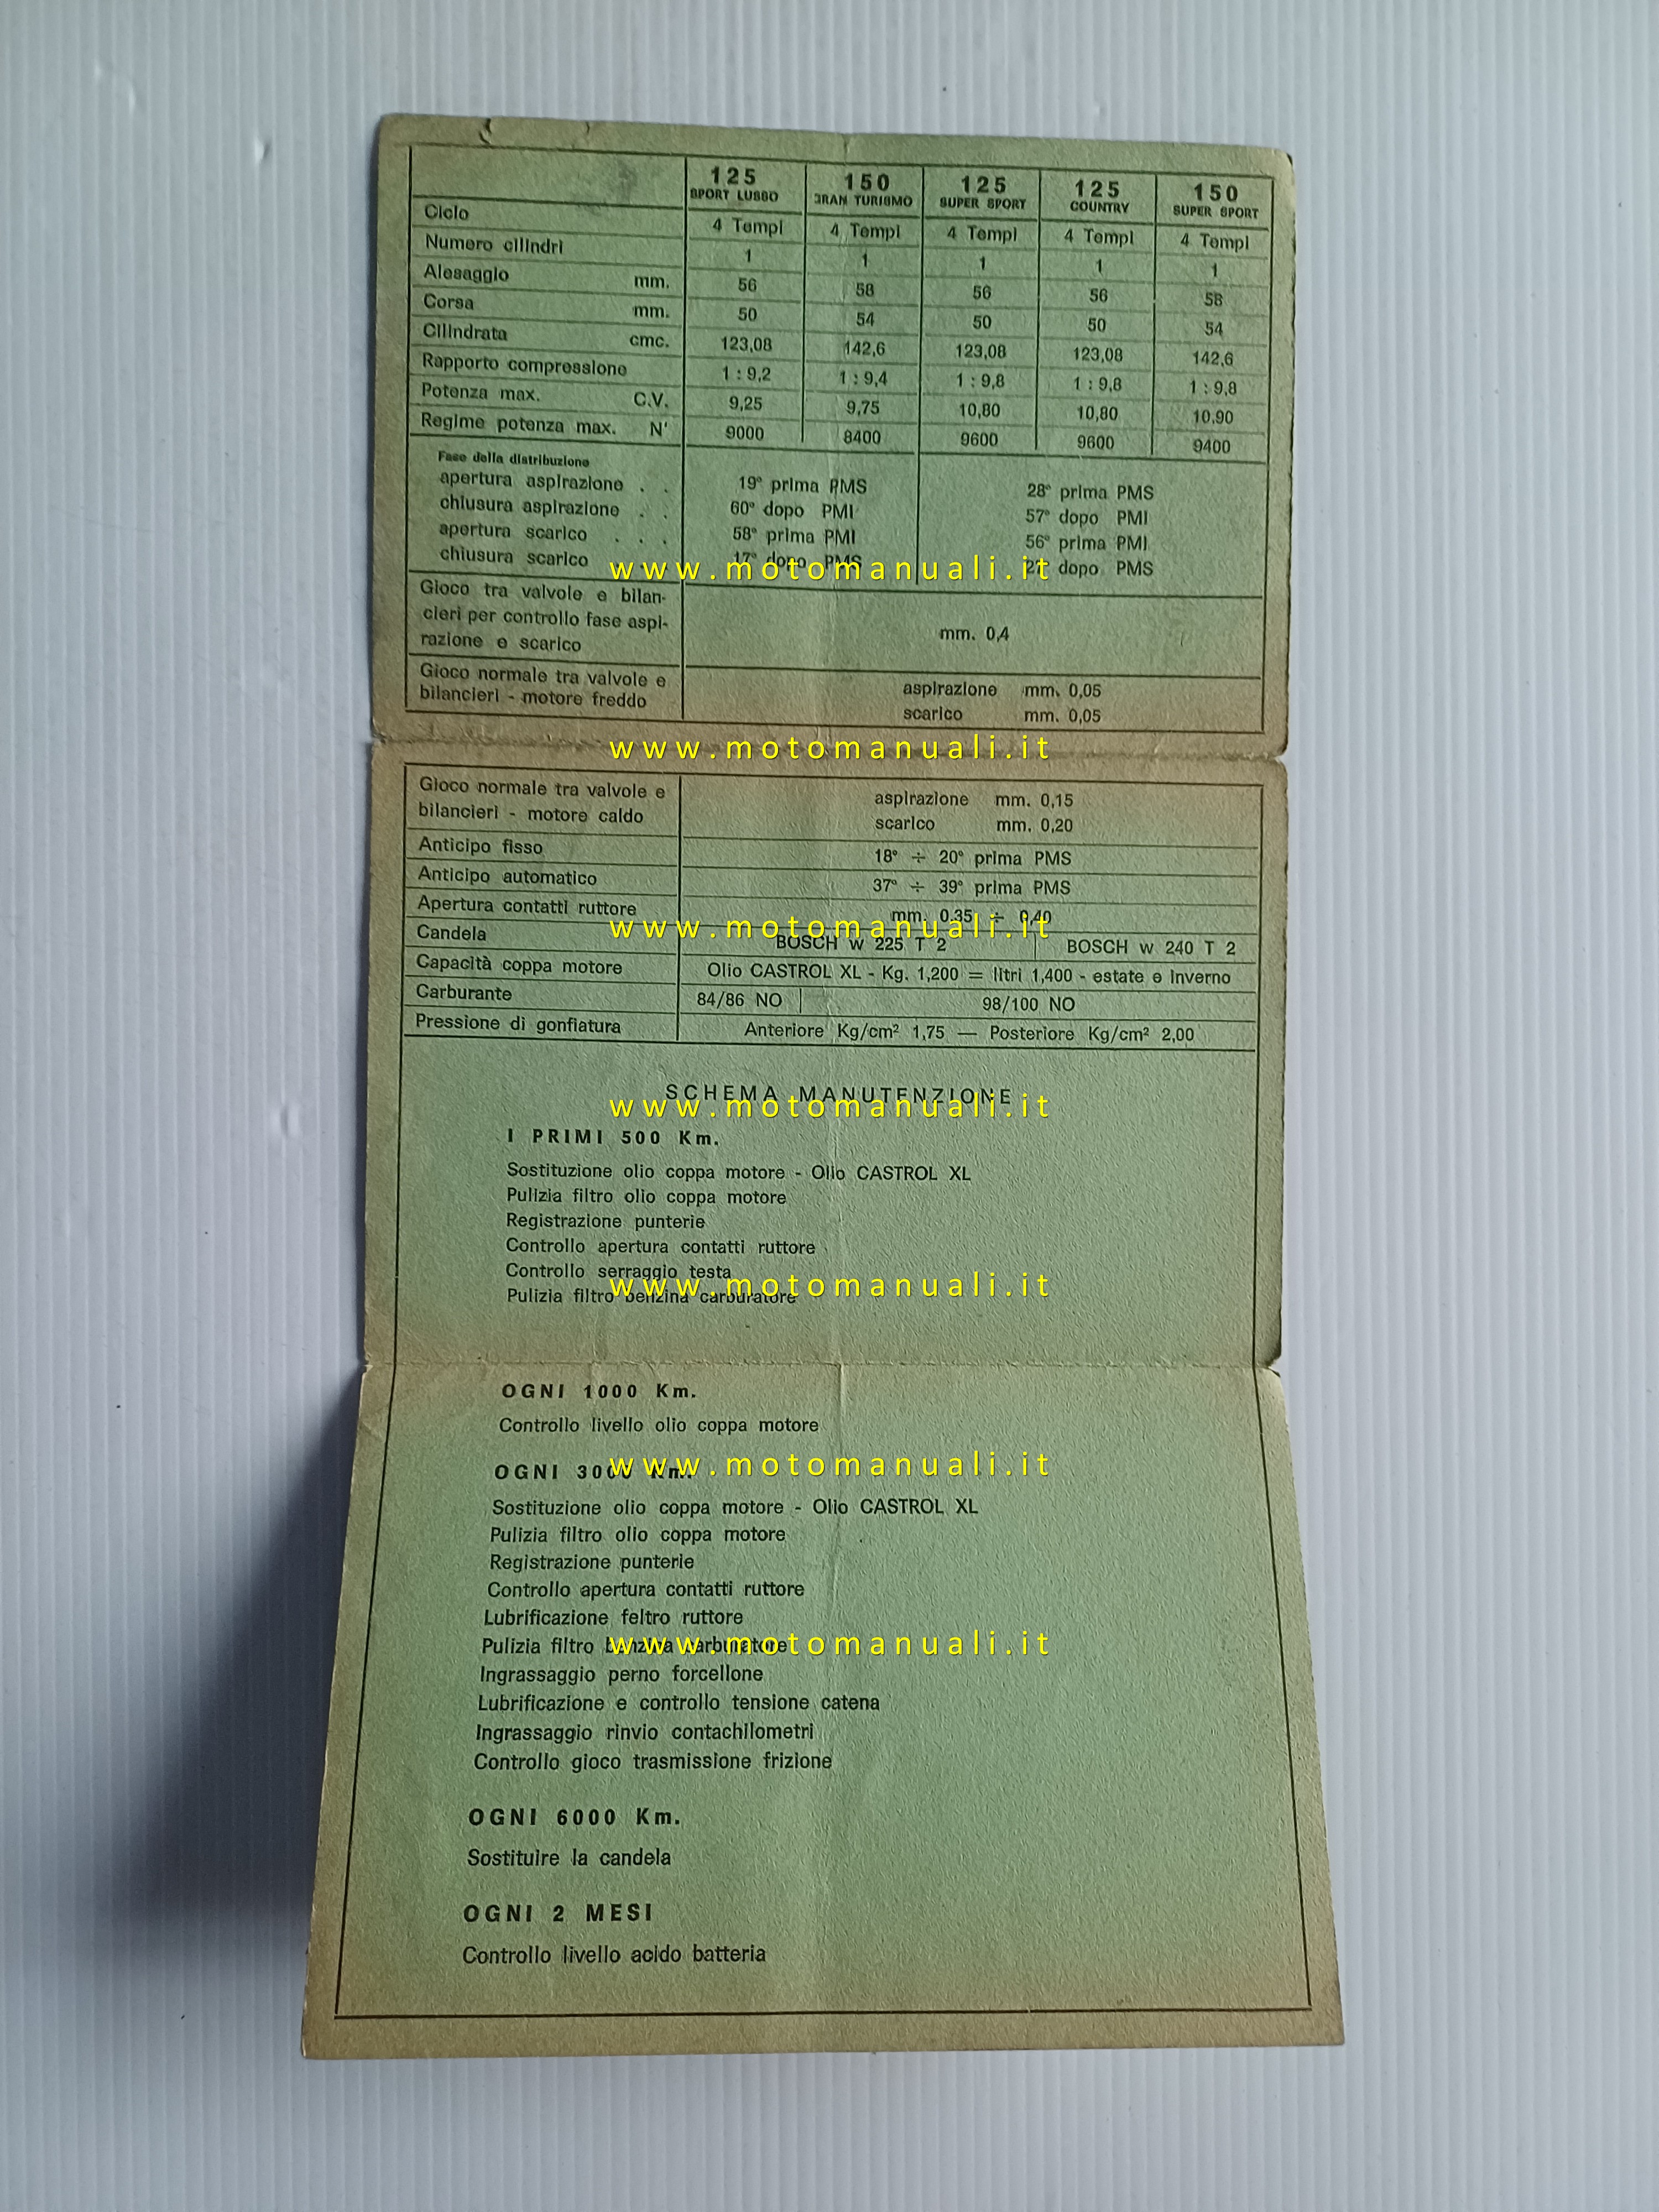 125 150 125 125 150
SPORT LUSSO GRAN TURISMO SUPER SPORT COUNTRY SUPER SPORT
Ciclo 4 Tempi 4 Tempi 4 Tempi 4 Tempi 4 Tempi
Numero cilindri 1 1 1 1 1
Alesaggio mm. 56 58 56 56 58
Corsa mm. 50 54 50 50 54
Cilindrata cmc. 123,08 142,6 123,08 123,08 142,6
Rapporto compressione 1 : 9,2 1 : 9,4 1 : 9,8 1 : 9,8 1 : 9,8
Potenza max. C.V. 9,25 9,75 10,80 10,80 10,90
Regime potenza max. N' 9000 8400 9600 9600 9400
Fase della distribuzione
apertura aspirazione . . 19° prima PMS 28° prima PMS
chiusura aspirazione . . 60° dopo PMI 57° dopo PMI
apertura scarico . . . 58° prima PMI 56° prima PMI
chiusura scarico 17° dopo PMS dopo PMS
www.motomanuali.it
Gioco tra valvole e bilan-
cieri per controllo fase aspi-
razione e scarico
mm. 0,4
Gioco normale tra valvole e
bilancieri - motore freddo
aspirazione mm. 0,05
scarico mm. 0,05
www.motomanuali.it
Gioco normale tra valvole e
bilancieri - motore caldo
aspirazione mm. 0,15
scarico mm. 0,20
Anticipo fisso 18° ÷ 20° prima PMS
Anticipo automatico 37° ÷ 39° prima PMS
Apertura contatti ruttore mm. 0,35 ÷ 0,40
www.motomanuali.it
Candela BOSCH w 225 T 2 BOSCH w 240 T 2
Capacità coppa motore Olio CASTROL XL - Kg. 1,200 = litri 1,400 - estate e inverno
Carburante 84/86 NO 98/100 NO
Pressione di gonfiatura Anteriore Kg/cm² 1,75 — Posteriore Kg/cm² 2,00
SCHEMA MANUTENZIONE
www.motomanuali.it
I PRIMI 500 Km.
Sostituzione olio coppa motore - Olio CASTROL XL
Pulizia filtro olio coppa motore
Registrazione punterie
Controllo apertura contatti ruttore
Controllo serraggio testa
www.motomanuali.it
Pulizia filtro benzina carburatore
OGNI 1000 Km.
Controllo livello olio coppa motore
OGNI 3000 Km.
www.motomanuali.it
Sostituzione olio coppa motore - Olio CASTROL XL
Pulizia filtro olio coppa motore
Registrazione punterie
Controllo apertura contatti ruttore
Lubrificazione feltro ruttore
Pulizia filtro benzina carburatore
www.motomanuali.it
Ingrassaggio perno forcellone
Lubrificazione e controllo tensione catena
Ingrassaggio rinvio contachilometri
Controllo gioco trasmissione frizione
OGNI 6000 Km.
Sostituire la candela
OGNI 2 MESI
Controllo livello acido batteria